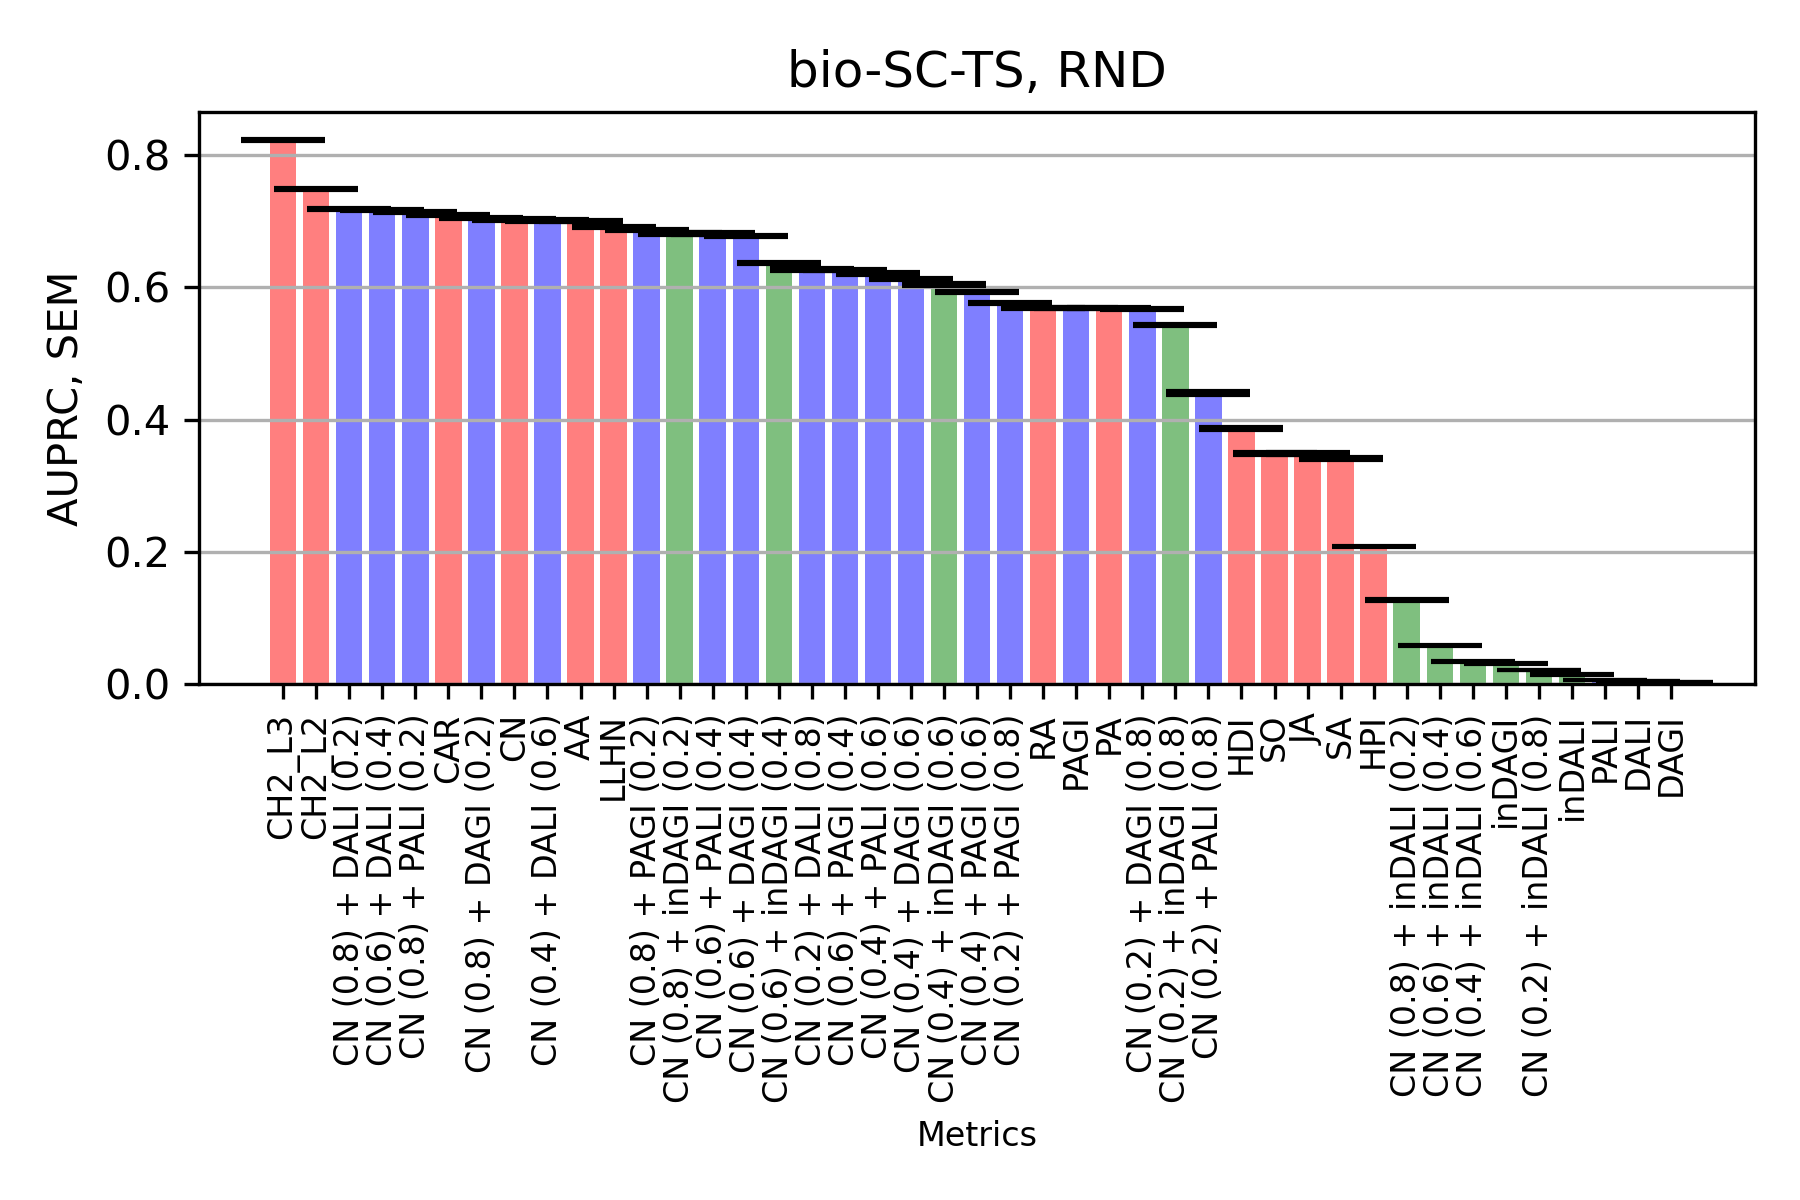 bio-SC-TS, RND
AUPRC, SEM
0.8
0.6
0.4
0.2
0.0
CH2_L3
CH2_L2
CN (0.8) + DALI (0.2)
CN (0.6) + DALI (0.4)
CN (0.8) + PALI (0.2)
CAR
CN (0.8) + DAGI (0.2)
CN
CN (0.4) + DALI (0.6)
AA
LLHN
CN (0.8) + PAGI (0.2)
CN (0.8) + inDAGI (0.2)
CN (0.6) + PALI (0.4)
CN (0.6) + DAGI (0.4)
CN (0.6) + inDAGI (0.4)
CN (0.2) + DALI (0.8)
CN (0.6) + PAGI (0.4)
CN (0.4) + PALI (0.6)
CN (0.4) + DAGI (0.6)
CN (0.4) + inDAGI (0.6)
CN (0.4) + PAGI (0.6)
CN (0.2) + PAGI (0.8)
RA
PAGI
PA
CN (0.2) + DAGI (0.8)
CN (0.2) + inDAGI (0.8)
CN (0.2) + PALI (0.8)
HDI
SO
JA
SA
HPI
CN (0.8) + inDALI (0.2)
CN (0.6) + inDALI (0.4)
CN (0.4) + inDALI (0.6)
inDAGI
CN (0.2) + inDALI (0.8)
inDALI
PALI
DALI
DAGI
Metrics